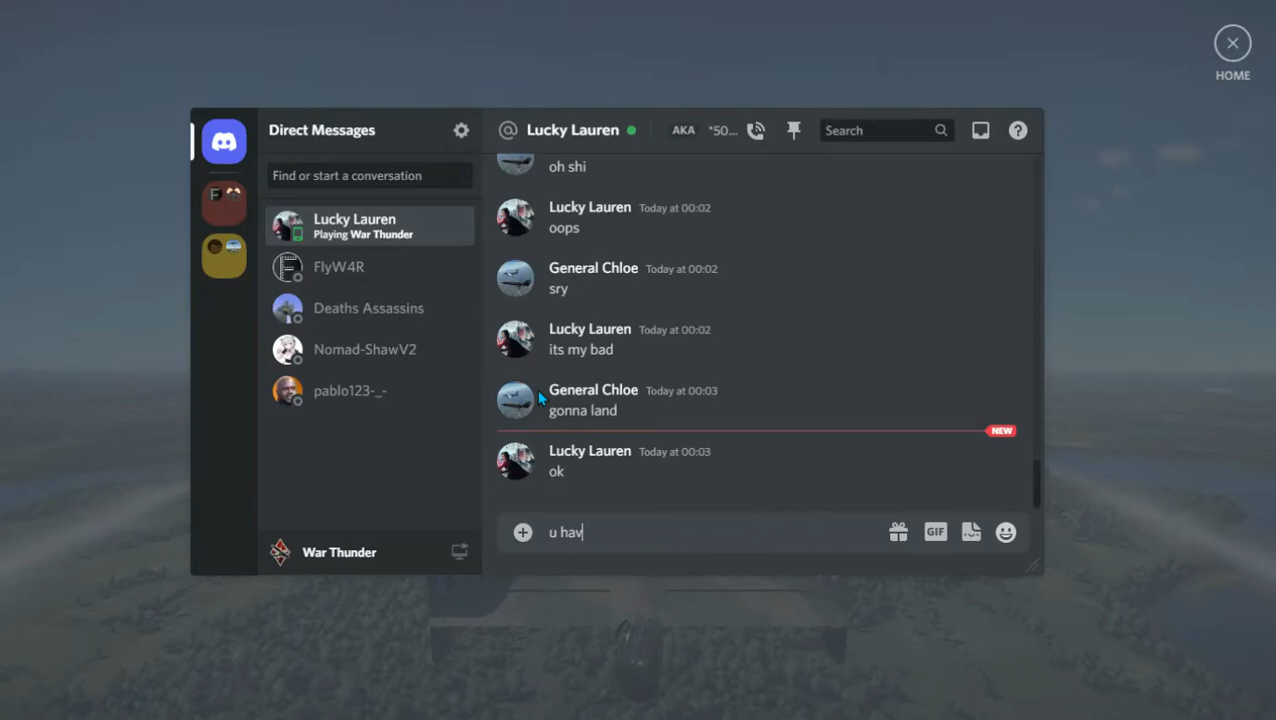 HOME
Direct Messages
Find or start a conversation
Lucky Lauren
Playing War Thunder
FlyW4R
Deaths Assassins
Nomad-ShawV2
pablo123-_-
War Thunder
@ Lucky Lauren AKA *50... Search
oh shi
Lucky Lauren Today at 00:02
oops
General Chloe Today at 00:02
sry
Lucky Lauren Today at 00:02
its my bad
General Chloe Today at 00:03
gonna land
NEW
Lucky Lauren Today at 00:03
ok
u hav
GIF